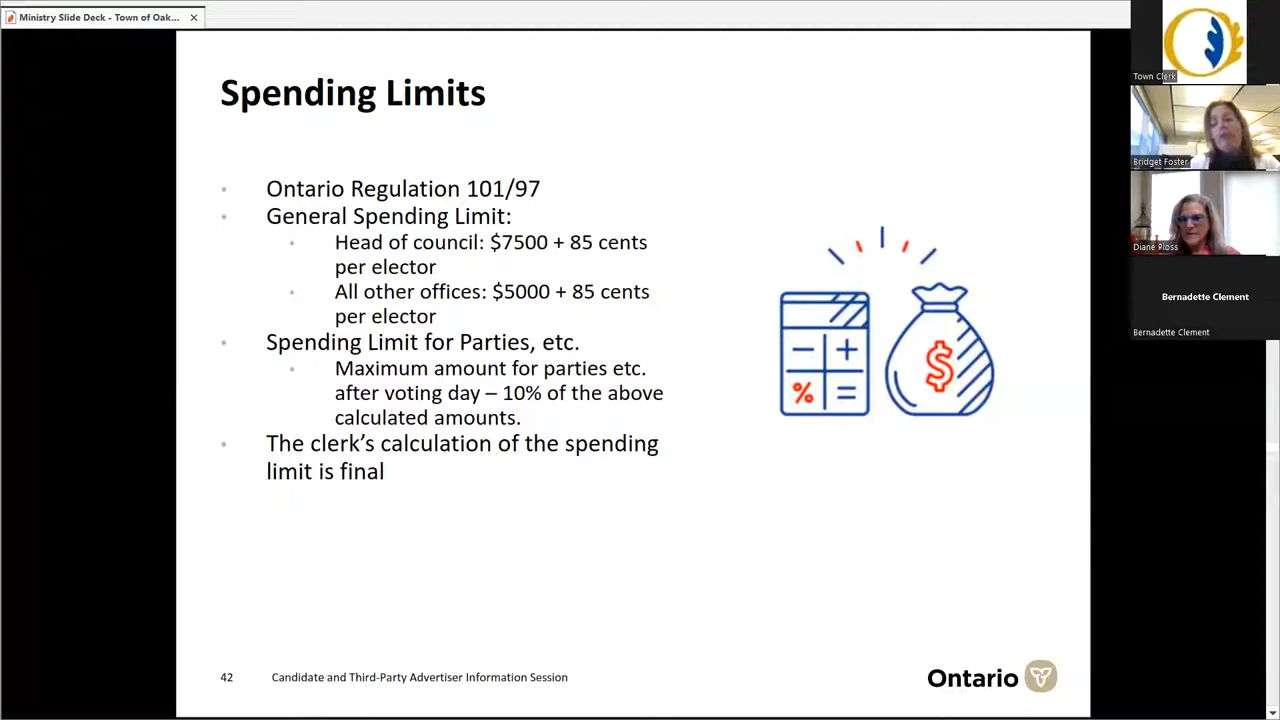 Ministry Slide Deck - Town of Oak...
Spending Limits
Ontario Regulation 101/97
General Spending Limit:
Head of council: $7500 + 85 cents
per elector
All other offices: $5000 + 85 cents
per elector
Spending Limit for Parties, etc.
Maximum amount for parties etc.
after voting day – 10% of the above
calculated amounts.
The clerk's calculation of the spending
limit is final
− +
% =
$
42 Candidate and Third-Party Advertiser Information Session
Ontario
Town Clerk
Bridget Foster
Diane Ploss
Bernadette Clement
Bernadette Clement